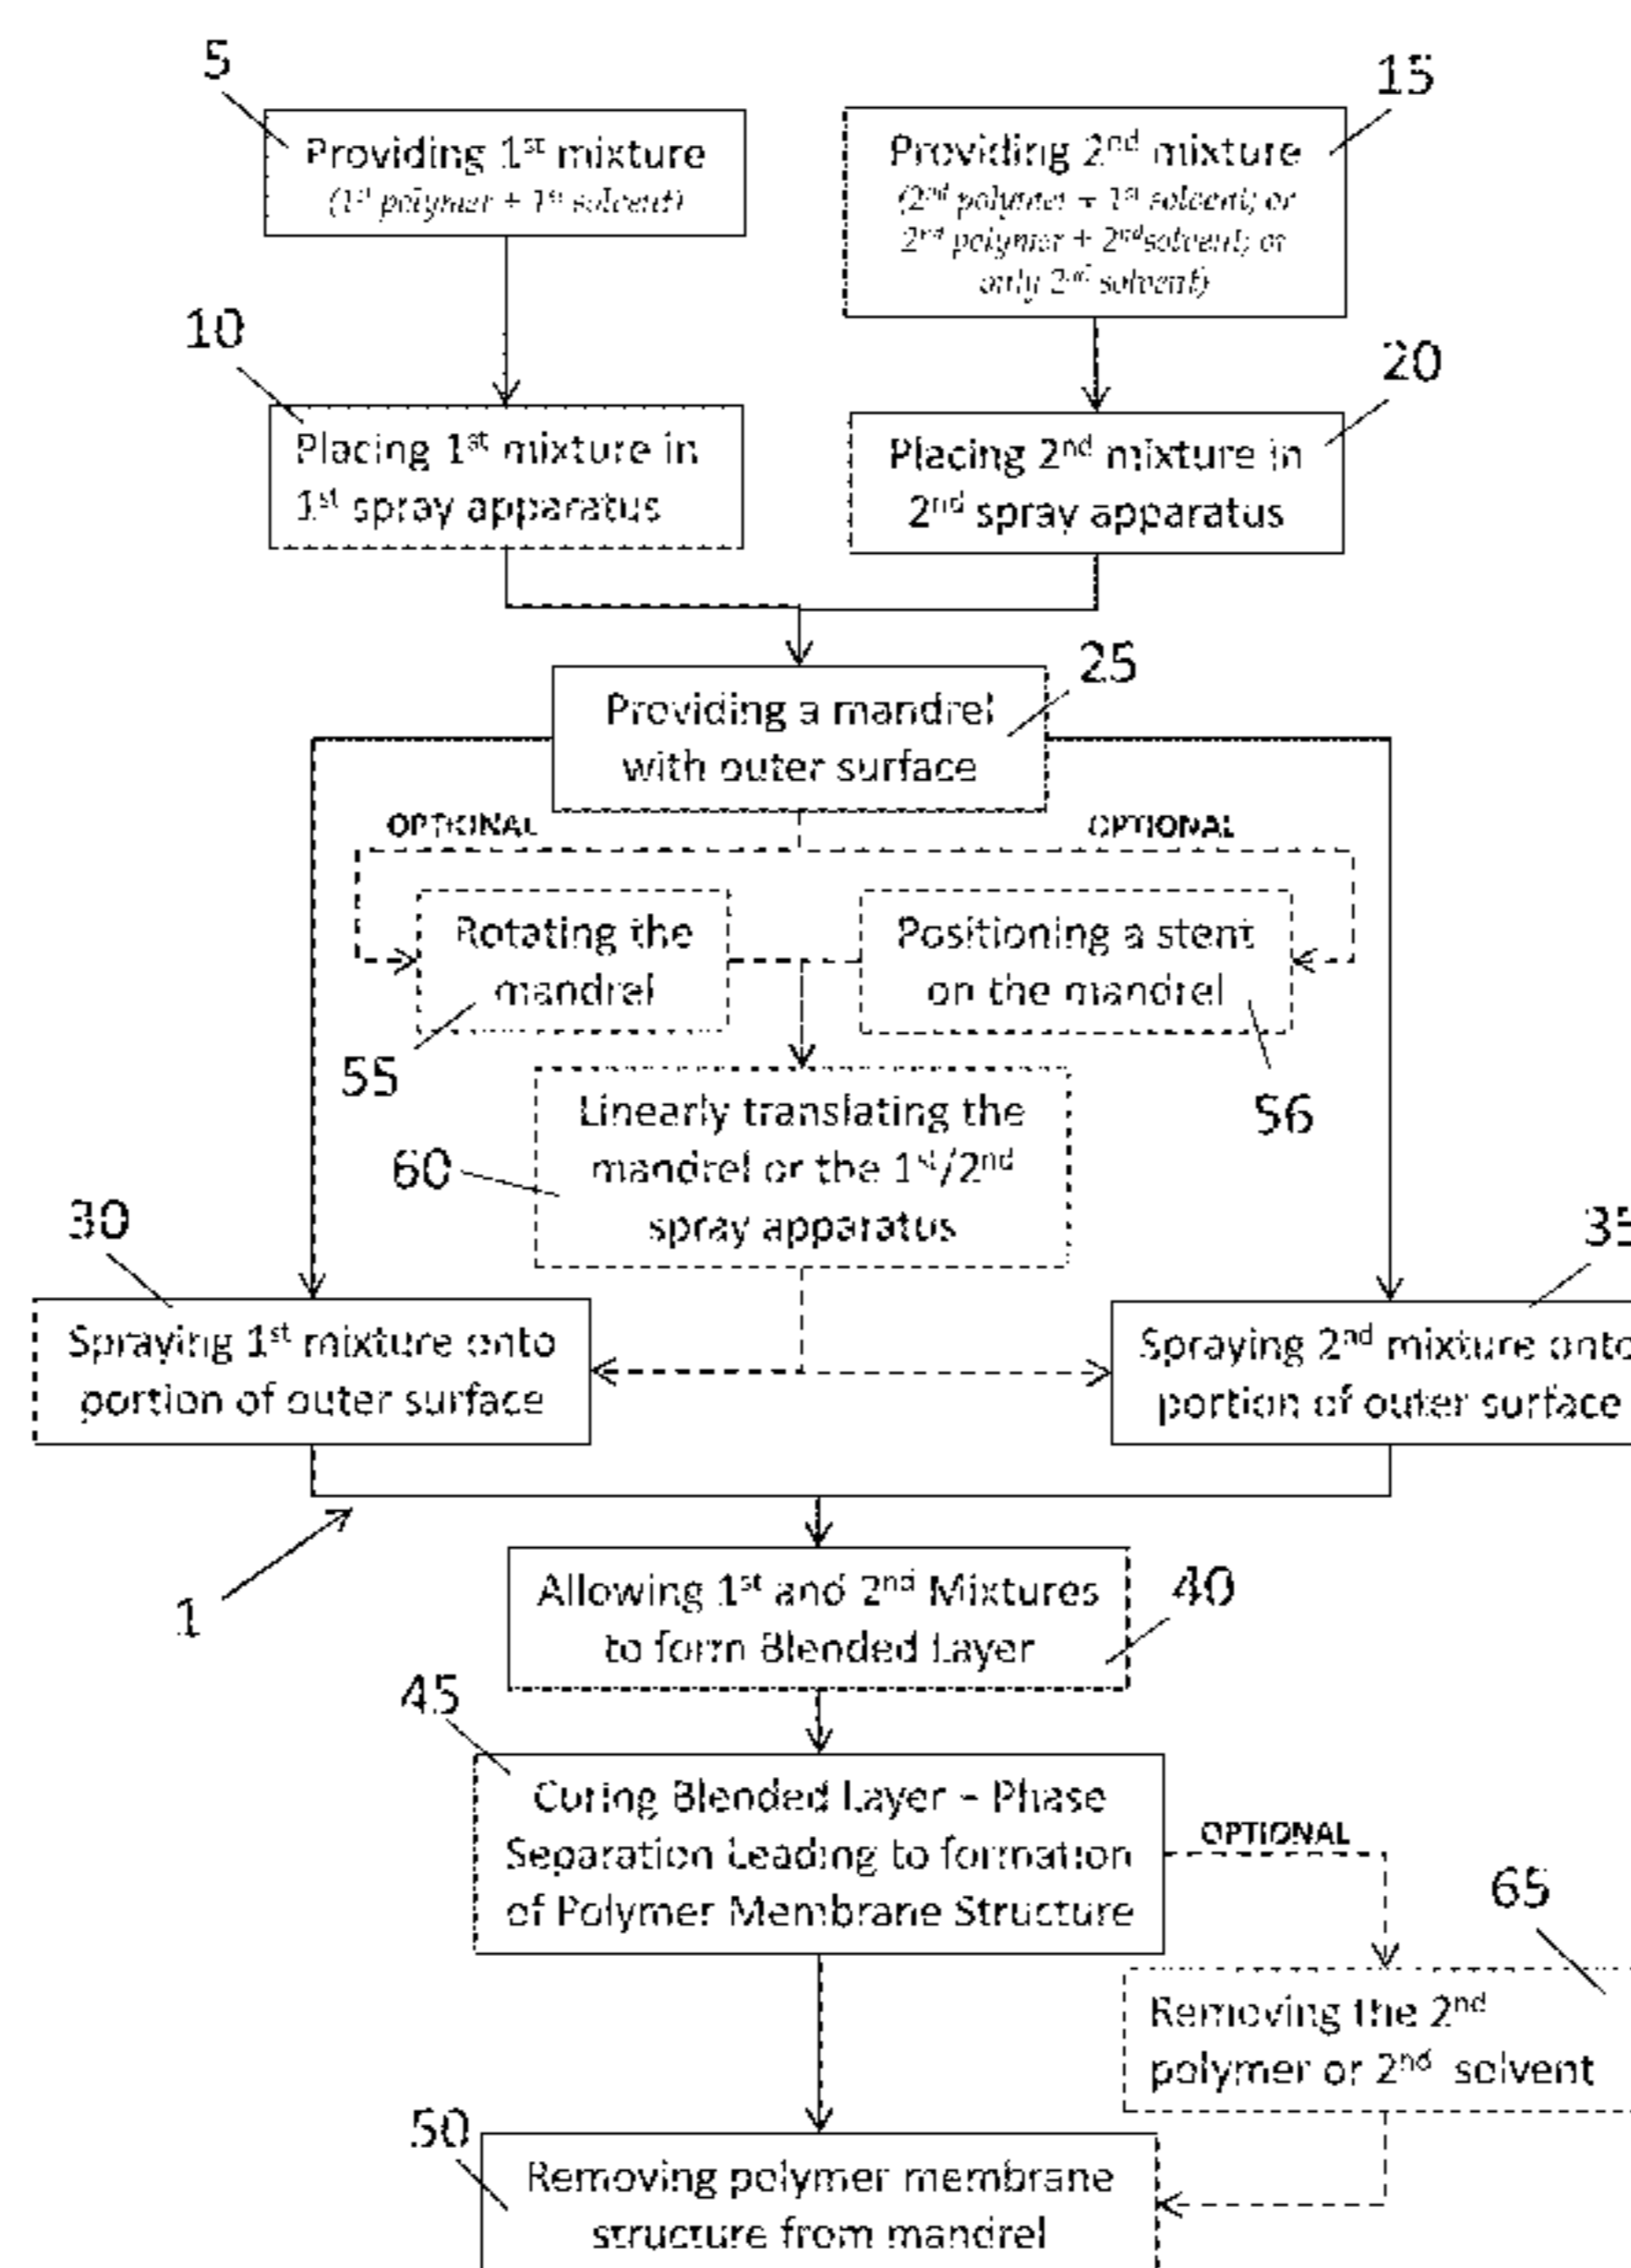 5
15
Providing 1st mixture
(1st polymer + 1st solvent)
Providing 2nd mixture
(2nd polymer + 1st solvent; or
2nd polymer + 2nd solvent; or
only 2nd solvent)
10
20
Placing 1st mixture in
1st spray apparatus
Placing 2nd mixture in
2nd spray apparatus
25
Providing a mandrel
with outer surface
OPTIONAL
OPTIONAL
Rotating the
mandrel
Positioning a stent
on the mandrel
55
56
Linearly translating the
mandrel or the 1st/2nd
spray apparatus
60
30
35
Spraying 1st mixture onto
portion of outer surface
Spraying 2nd mixture onto
portion of outer surface
1
Allowing 1st and 2nd Mixtures
to form Blended Layer
40
45
Curing Blended Layer – Phase
Separation Leading to formation
of Polymer Membrane Structure
OPTIONAL
65
Removing the 2nd
polymer or 2nd solvent
50
Removing polymer membrane
structure from mandrel